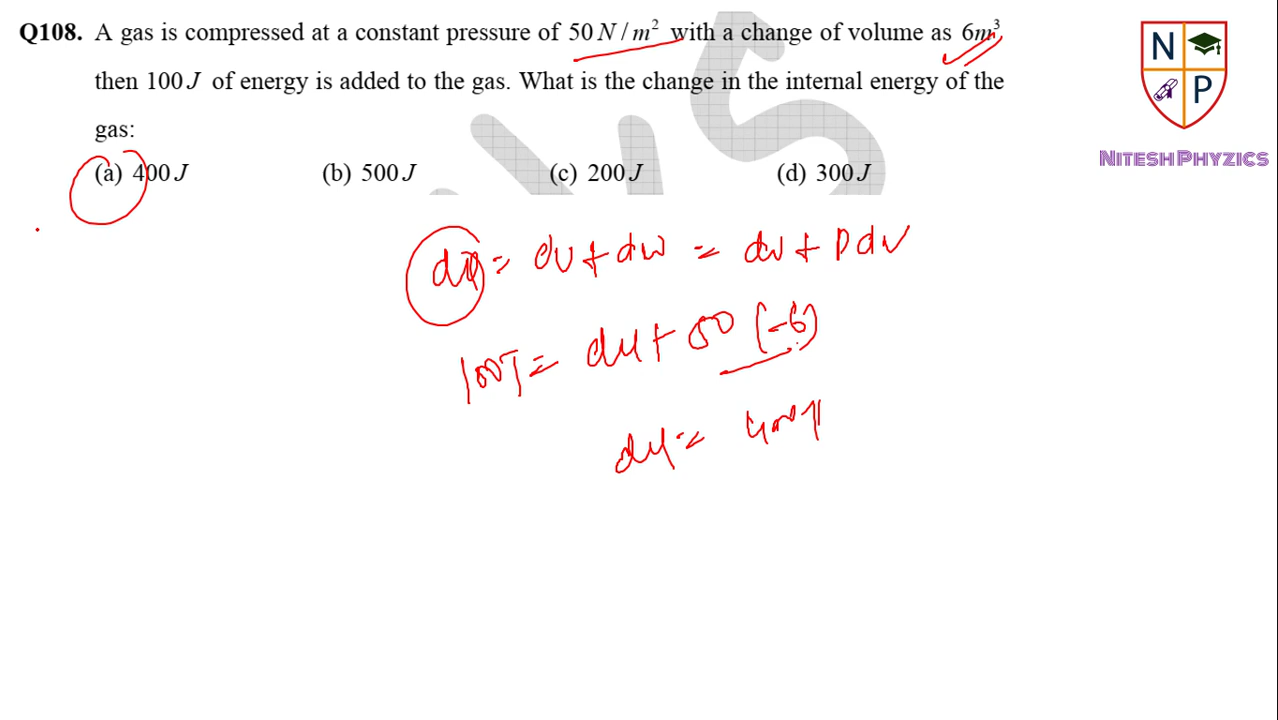 Q108. A gas is compressed at a constant pressure of 50 N / m² with a change of volume as 6m³
then 100 J of energy is added to the gas. What is the change in the internal energy of the
gas:
(a) 400 J (b) 500 J (c) 200 J (d) 300 J
N P
NITESH PHYZICS
dQ = dU + dW = dU + P dV
100J = dU + 50 (-6)
dU = 400J